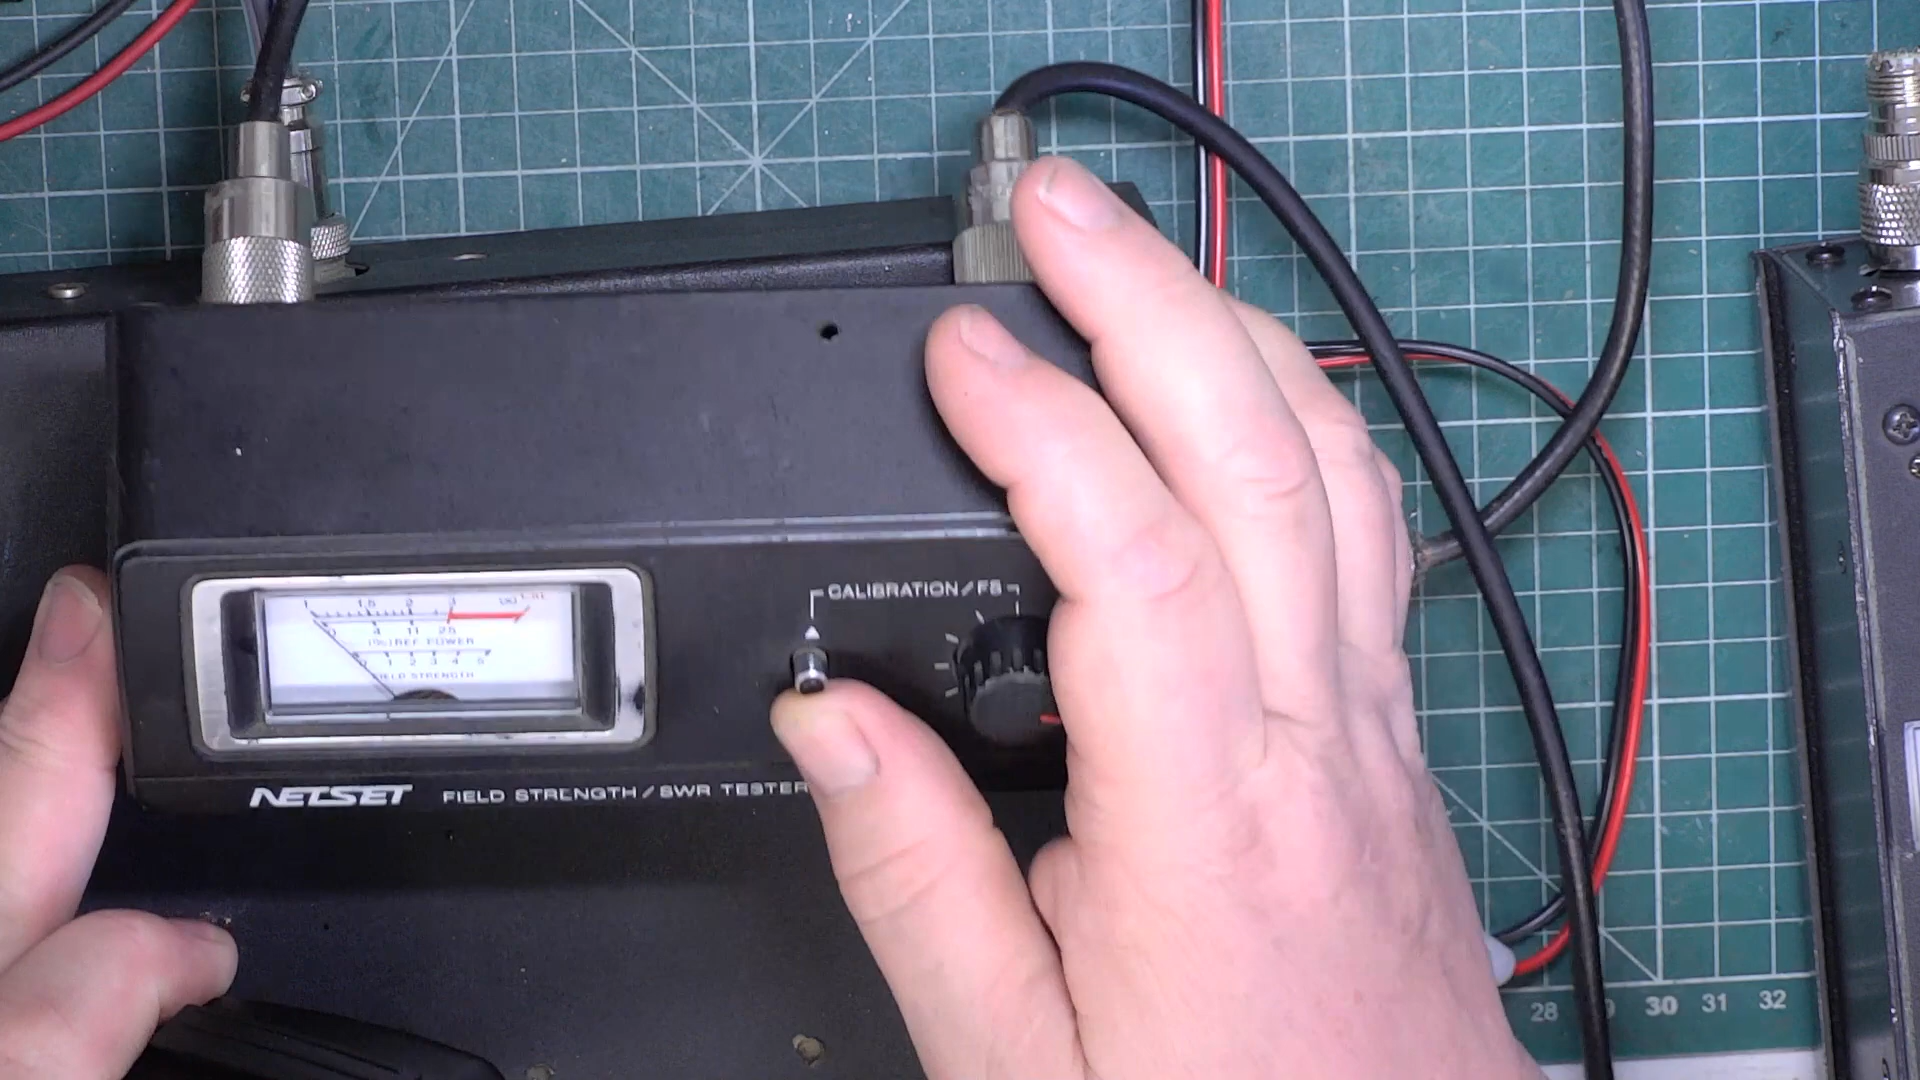 CALIBRATION/FS
1 1.5 2 3 ∞ CAL
0 4 11 25
(%) REF POWER
0 1 2 3 4 5
FIELD STRENGTH
NETSET FIELD STRENGTH/SWR TESTER
28 30 31 32